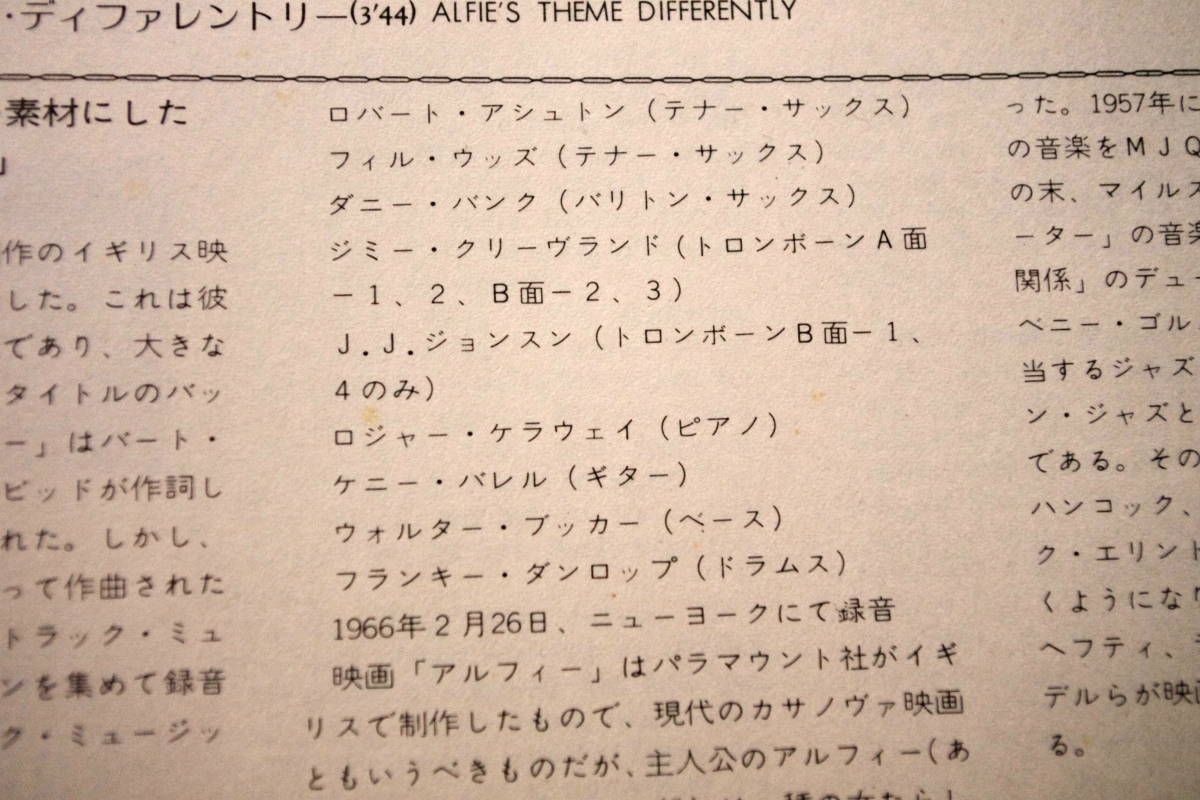 ・ディファレントリー—(3'44) ALFIE'S THEME DIFFERENTLY
素材にした
」
作のイギリス映
した。これは彼
であり、大きな
タイトルのバッ
ー」はバート・
ビッドが作詞し
れた。しかし、
って作曲された
トラック・ミュ
ンを集めて録音
ク・ミュージッ
ロバート・アシュトン（テナー・サックス）
フィル・ウッズ（テナー・サックス）
ダニー・バンク（バリトン・サックス）
ジミー・クリーヴランド（トロンボーンA面
－1、2、B面－2、3）
J.J.ジョンスン（トロンボーンB面－1、
4のみ）
ロジャー・ケラウェイ（ピアノ）
ケニー・バレル（ギター）
ウォルター・ブッカー（ベース）
フランキー・ダンロップ（ドラムス）
1966年2月26日、ニューヨークにて録音
映画「アルフィー」はパラマウント社がイギ
リスで制作したもので、現代のカサノヴァ映画
ともいうべきものだが、主人公のアルフィー（あ
った。1957年に
の音楽をMJQ
の末、マイルス
ーター」の音楽
関係」のデュー
ベニー・ゴル
当するジャズ
ン・ジャズと
である。その
ハンコック、
ク・エリント
くようにな
ヘフティ、
デルらが映画
る。